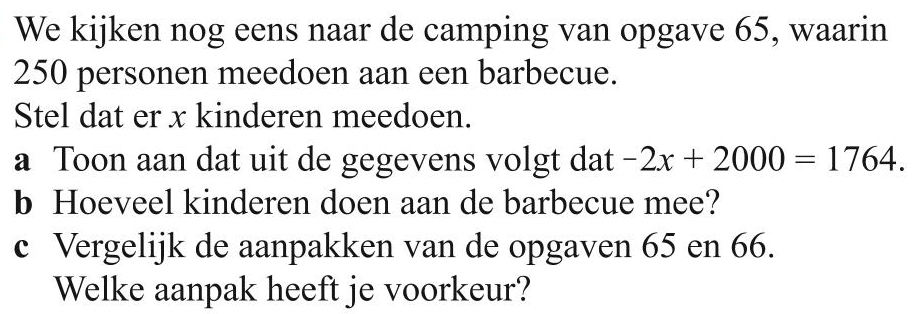 We kijken nog eens naar de camping van opgave 65, waarin
250 personen meedoen aan een barbecue.
Stel dat er x kinderen meedoen.
a Toon aan dat uit de gegevens volgt dat -2x + 2000 = 1764.
b Hoeveel kinderen doen aan de barbecue mee?
c Vergelijk de aanpakken van de opgaven 65 en 66.
Welke aanpak heeft je voorkeur?